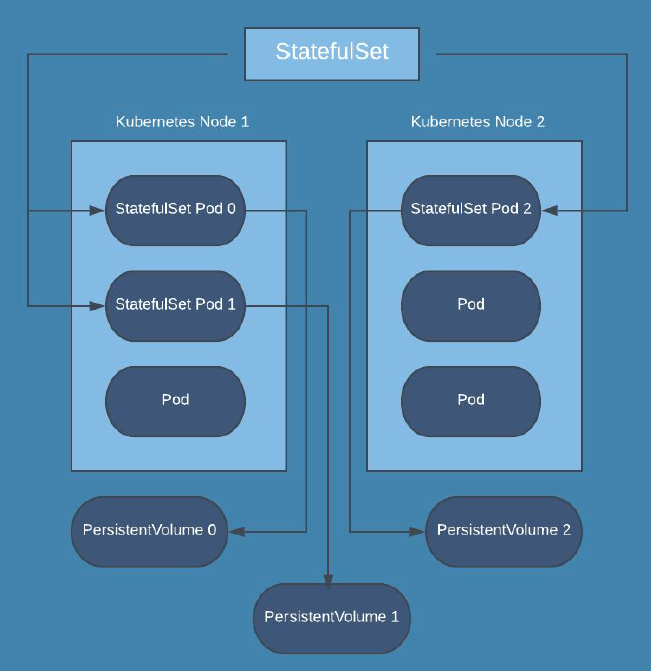 StatefulSet
Kubernetes Node 1
Kubernetes Node 2
StatefulSet Pod 0
StatefulSet Pod 1
Pod
StatefulSet Pod 2
Pod
Pod
PersistentVolume 0
PersistentVolume 2
PersistentVolume 1